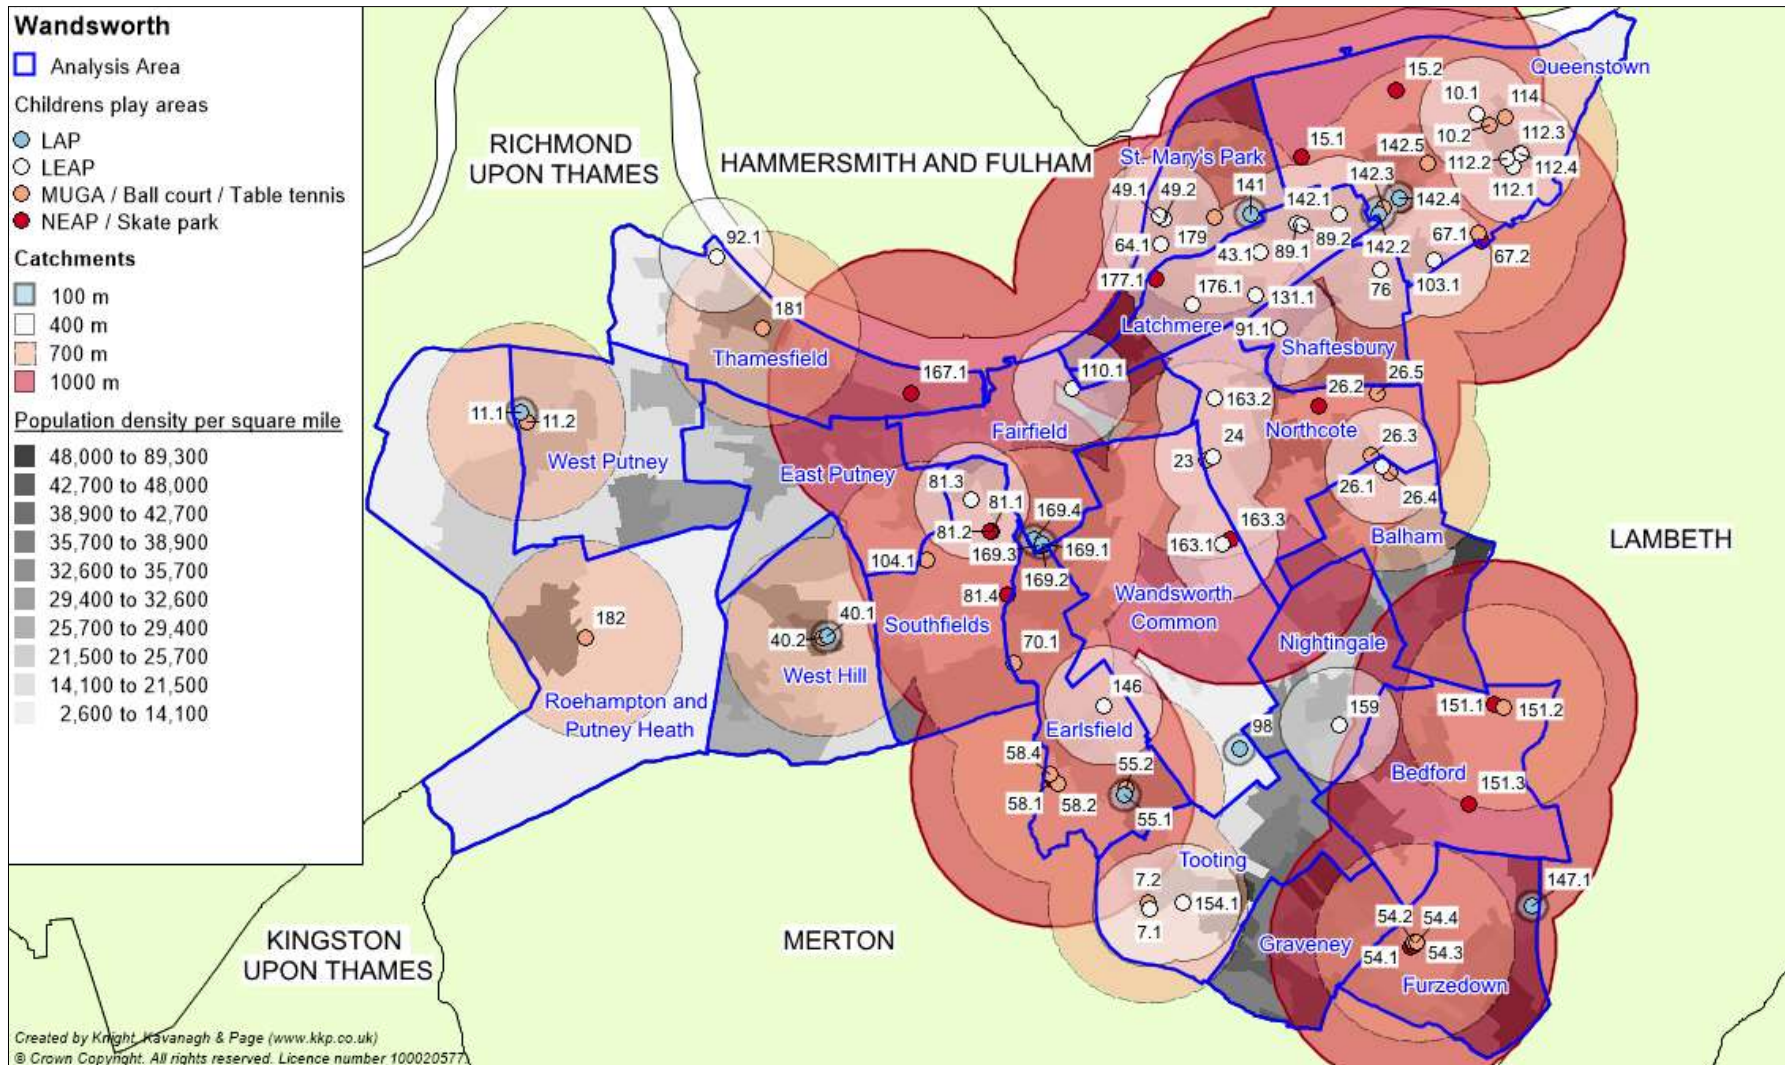 Wandsworth
Analysis Area
Childrens play areas
LAP
LEAP
MUGA / Ball court / Table tennis
NEAP / Skate park
Catchments
100 m
400 m
700 m
1000 m
Population density per square mile
48,000 to 89,300
42,700 to 48,000
38,900 to 42,700
35,700 to 38,900
32,600 to 35,700
29,400 to 32,600
25,700 to 29,400
21,500 to 25,700
14,100 to 21,500
2,600 to 14,100
RICHMOND
UPON THAMES
HAMMERSMITH AND FULHAM
LAMBETH
MERTON
KINGSTON
UPON THAMES
Queenstown
15.2
10.1
114
10.2
112.3
15.1
142.5
112.2
112.4
112.1
St. Mary's Park
142.3
49.1
49.2
141
142.1
142.4
179
64.1
43.1
89.1
89.2
142.2
67.1
67.2
177.1
176.1
131.1
76
103.1
Latchmere
91.1
Shaftesbury
92.1
181
Thamesfield
167.1
110.1
26.2
26.5
163.2
Fairfield
Northcote
11.1
11.2
24
23
26.3
West Putney
East Putney
26.1
26.4
81.3
81.1
81.2
169.4
163.3
Balham
169.3
169.1
163.1
104.1
169.2
81.4
Wandsworth
Common
182
40.1
40.2
Southfields
Nightingale
70.1
West Hill
Roehampton and
Putney Heath
146
Earlsfield
159
151.1
151.2
98
58.4
55.2
Bedford
151.3
58.1
58.2
55.1
Tooting
7.2
154.1
7.1
147.1
54.2
54.4
Graveney
54.1
54.3
Furzedown
Created by Knight, Kavanagh & Page (www.kkp.co.uk)
© Crown Copyright. All rights reserved. Licence number 100020577.